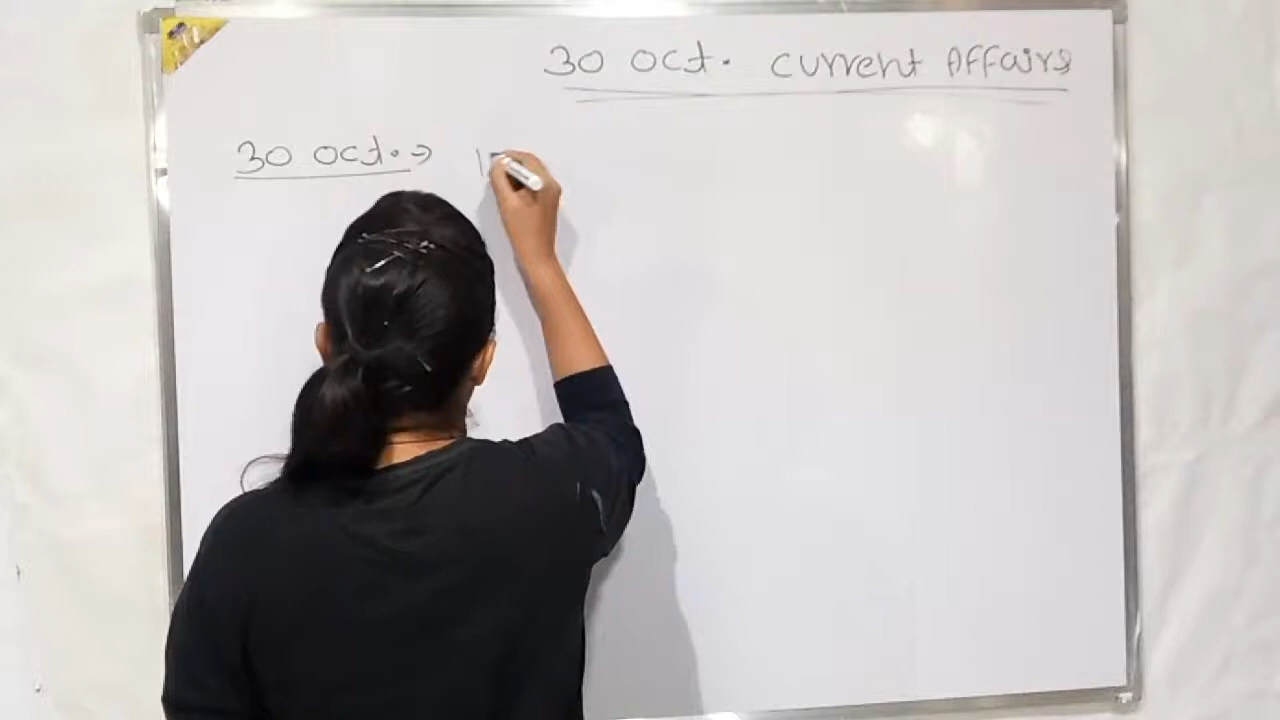 30 Oct. Current Affairs
30 Oct. →